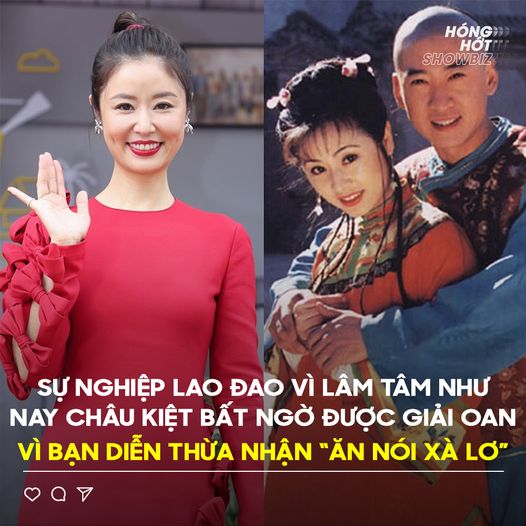 HÓNG
HỚT
SHOWBIZ
SỰ NGHIỆP LAO ĐAO VÌ LÂM TÂM NHƯ
NAY CHÂU KIỆT BẤT NGỜ ĐƯỢC GIẢI OAN
VÌ BẠN DIỄN THỪA NHẬN “ĂN NÓI XÀ LƠ”